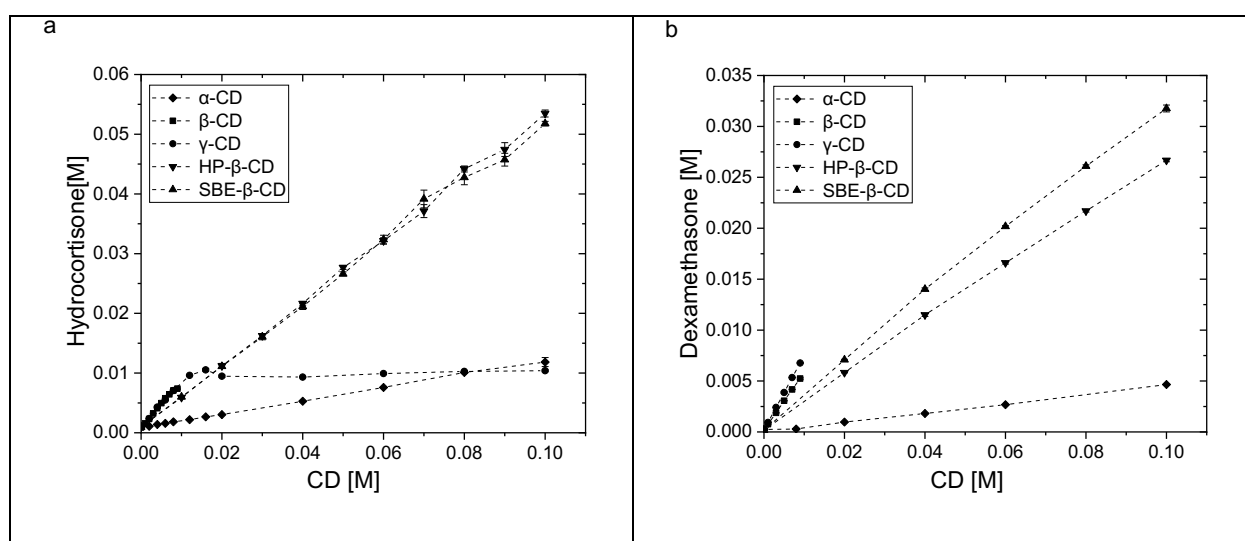 a
0.06
0.05
0.04
0.03
0.02
0.01
0.00
Hydrocortisone[M]
α-CD
β-CD
γ-CD
HP-β-CD
SBE-β-CD
0.00 0.02 0.04 0.06 0.08 0.10
CD [M]
b
0.035
0.030
0.025
0.020
0.015
0.010
0.005
0.000
Dexamethasone [M]
α-CD
β-CD
γ-CD
HP-β-CD
SBE-β-CD
0.00 0.02 0.04 0.06 0.08 0.10
CD [M]